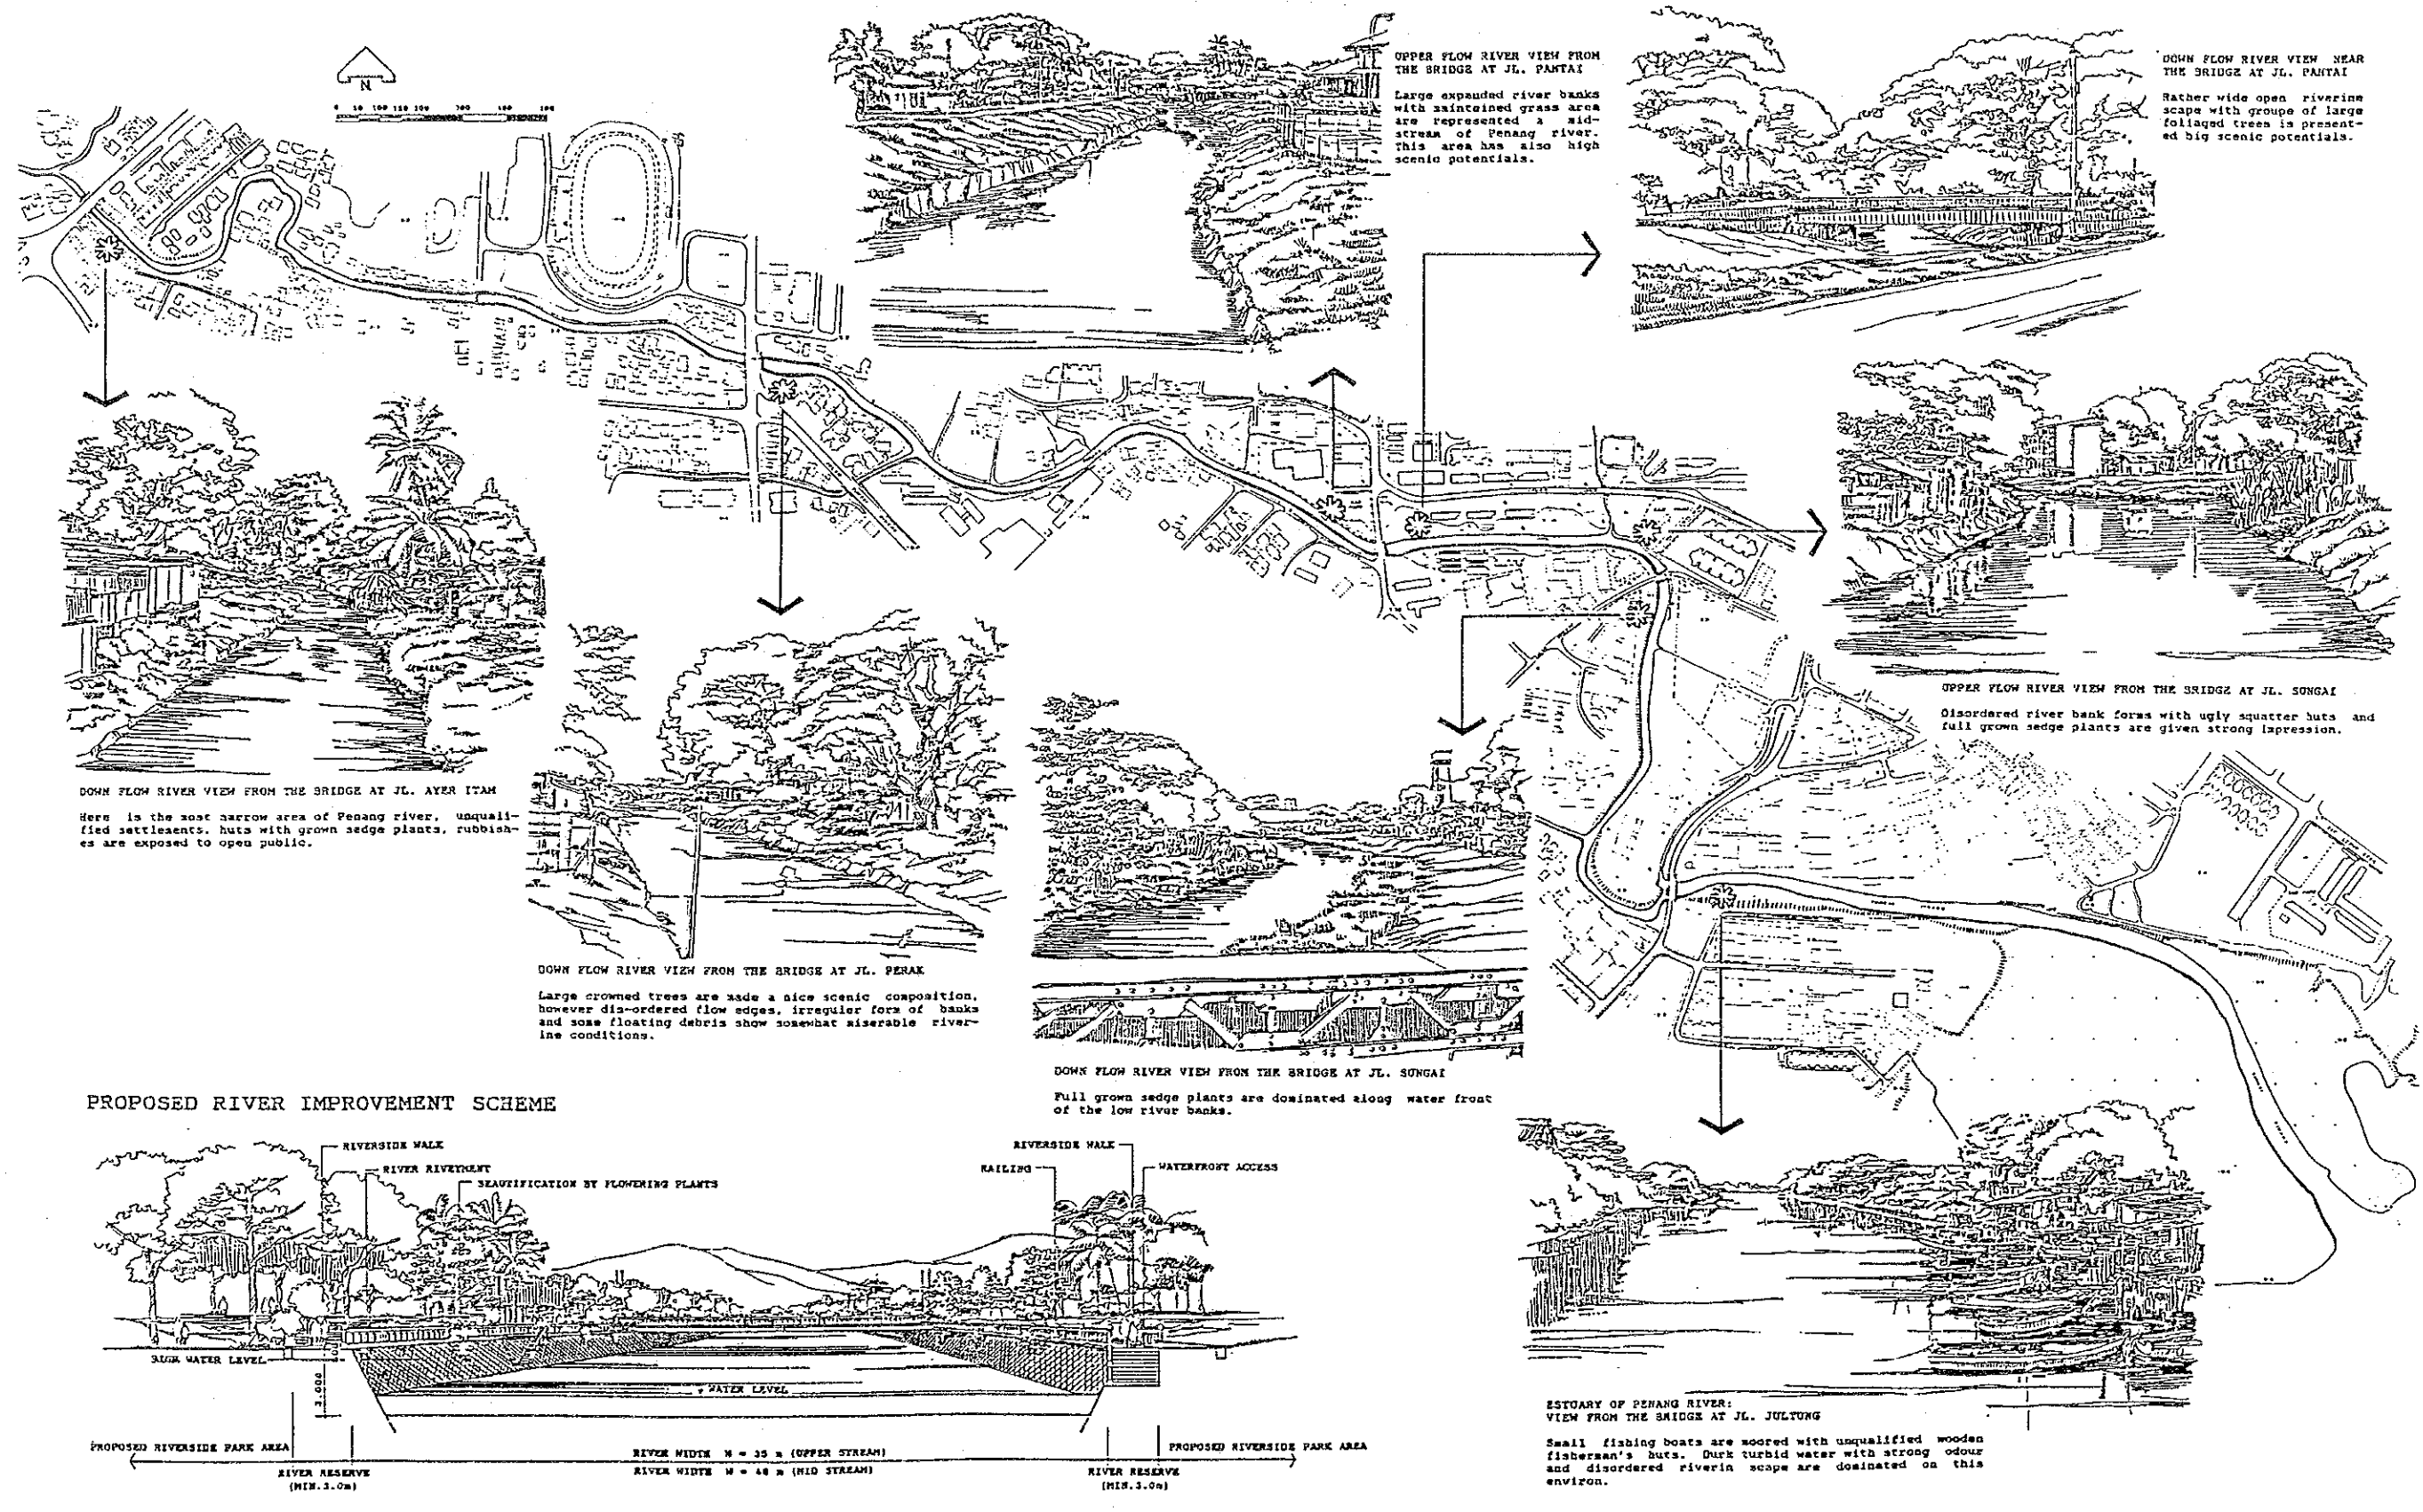 N
UPPER FLOW RIVER VIEW FROM
THE BRIDGE AT JL. PANTAI
Large expauded river banks
with maintained grass area
are represented a mid-
stream of Penang river.
This area has also high
scenic potentials.
DOWN FLOW RIVER VIEW NEAR
THE BRIDGE AT JL. PANTAI
Rather wide open riverine
scape with groupe of large
foliaged trees is present-
ed big scenic potentials.
UPPER FLOW RIVER VIEW FROM THE BRIDGE AT JL. SUNGAI
Disordered river bank forms with ugly squatter huts and
full grown sedge plants are given strong impression.
DOWN FLOW RIVER VIEW FROM THE BRIDGE AT JL. AYER ITAM
Here is the most narrow area of Penang river, unquali-
fied settlements, huts with grown sedge plants, rubbish-
es are exposed to open public.
DOWN FLOW RIVER VIEW FROM THE BRIDGE AT JL. PERAK
Large crowned trees are made a nice scenic composition,
however dis-ordered flow edges, irregular form of banks
and some floating debris show somewhat miserable river-
ine conditions.
DOWN FLOW RIVER VIEW FROM THE BRIDGE AT JL. SUNGAI
Full grown sedge plants are dominated along water front
of the low river banks.
PROPOSED RIVER IMPROVEMENT SCHEME
RIVERSIDE WALK
RIVER RIVETMENT
BEAUTIFICATION BY FLOWERING PLANTS
RIVERSIDE WALK
RAILING
WATERFRONT ACCESS
HIGH WATER LEVEL
WATER LEVEL
3.000
PROPOSED RIVERSIDE PARK AREA
RIVER WIDTH W = 35 m (UPPER STREAM)
RIVER WIDTH W = 40 m (MID STREAM)
PROPOSED RIVERSIDE PARK AREA
RIVER RESERVE
(MIN.3.0m)
RIVER RESERVE
(MIN.3.0m)
ESTUARY OF PENANG RIVER:
VIEW FROM THE BRIDGE AT JL. JULTUNG
Small fishing boats are moored with unqualified wooden
fisherman's huts. Durk turbid water with strong odour
and disordered riverin scape are dominated on this
environ.